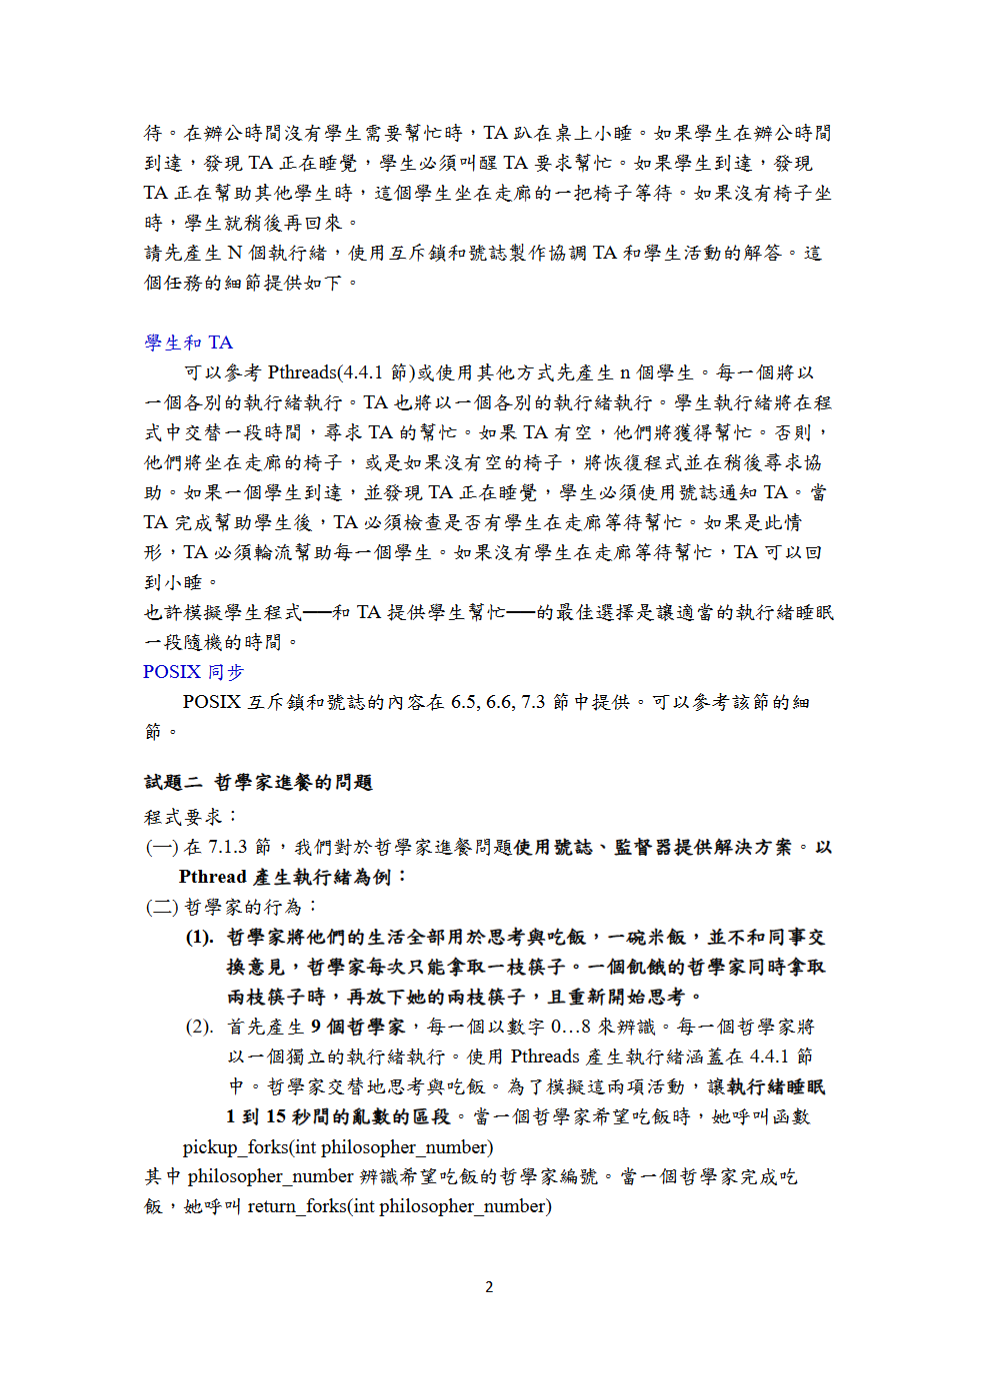 待。在辦公時間沒有學生需要幫忙時，TA 趴在桌上小睡。如果學生在辦公時間
到達，發現 TA 正在睡覺，學生必須叫醒 TA 要求幫忙。如果學生到達，發現
TA 正在幫助其他學生時，這個學生坐在走廊的一把椅子等待。如果沒有椅子坐
時，學生就稍後再回來。
請先產生 N 個執行緒，使用互斥鎖和號誌製作協調 TA 和學生活動的解答。這
個任務的細節提供如下。
學生和 TA
可以參考 Pthreads(4.4.1 節)或使用其他方式先產生 n 個學生。每一個將以
一個各別的執行緒執行。TA 也將以一個各別的執行緒執行。學生執行緒將在程
式中交替一段時間，尋求 TA 的幫忙。如果 TA 有空，他們將獲得幫忙。否則，
他們將坐在走廊的椅子，或是如果沒有空的椅子，將恢復程式並在稍後尋求協
助。如果一個學生到達，並發現 TA 正在睡覺，學生必須使用號誌通知 TA。當
TA 完成幫助學生後，TA 必須檢查是否有學生在走廊等待幫忙。如果是此情
形，TA 必須輪流幫助每一個學生。如果沒有學生在走廊等待幫忙，TA 可以回
到小睡。
也許模擬學生程式──和 TA 提供學生幫忙──的最佳選擇是讓適當的執行緒睡眠
一段隨機的時間。
POSIX 同步
POSIX 互斥鎖和號誌的內容在 6.5, 6.6, 7.3 節中提供。可以參考該節的細
節。
試題二 哲學家進餐的問題
程式要求：
(一) 在 7.1.3 節，我們對於哲學家進餐問題使用號誌、監督器提供解決方案。以
Pthread 產生執行緒為例：
(二) 哲學家的行為：
(1). 哲學家將他們的生活全部用於思考與吃飯，一碗米飯，並不和同事交
換意見，哲學家每次只能拿取一枝筷子。一個飢餓的哲學家同時拿取
兩枝筷子時，再放下她的兩枝筷子，且重新開始思考。
(2). 首先產生 9 個哲學家，每一個以數字 0…8 來辨識。每一個哲學家將
以一個獨立的執行緒執行。使用 Pthreads 產生執行緒涵蓋在 4.4.1 節
中。哲學家交替地思考與吃飯。為了模擬這兩項活動，讓執行緒睡眠
1 到 15 秒間的亂數的區段。當一個哲學家希望吃飯時，她呼叫函數
pickup_forks(int philosopher_number)
其中 philosopher_number 辨識希望吃飯的哲學家編號。當一個哲學家完成吃
飯，她呼叫 return_forks(int philosopher_number)
2